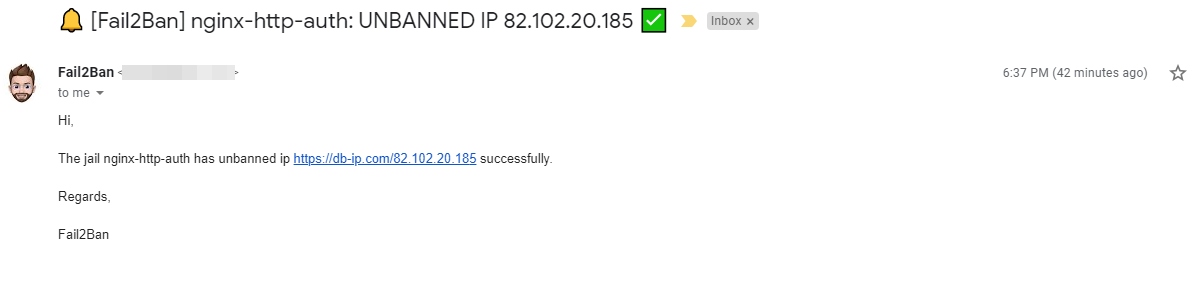 [Fail2Ban] nginx-http-auth: UNBANNED IP 82.102.20.185
Inbox ×
Fail2Ban < >
6:37 PM (42 minutes ago)
to me
Hi,
The jail nginx-http-auth has unbanned ip https://db-ip.com/82.102.20.185 successfully.
Regards,
Fail2Ban